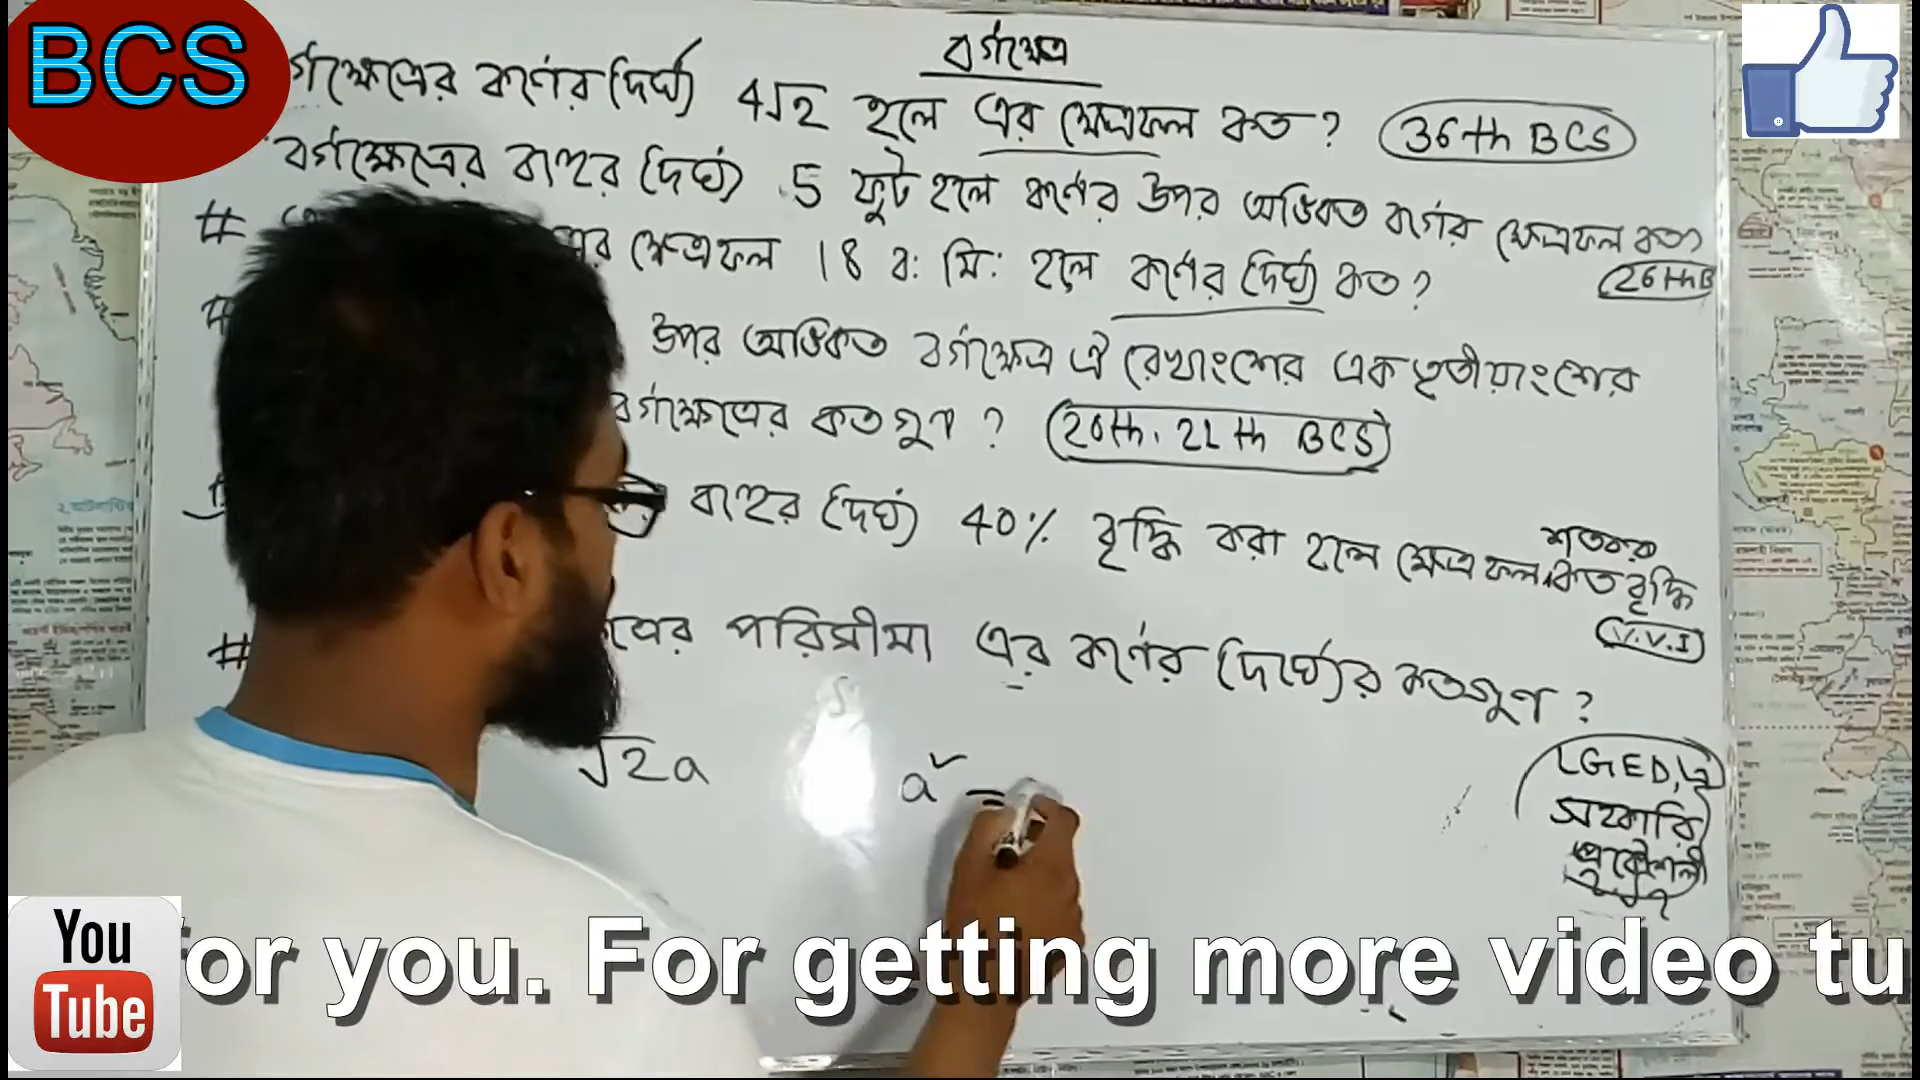 BCS
বর্গক্ষেত্র
র্গক্ষেত্রের কর্ণের দৈর্ঘ্য 4√2 হলে এর ক্ষেত্রফল কত? 36th BCS
বর্গক্ষেত্রের বাহুর দৈর্ঘ্য 5 ফুট হলে কর্ণের উপর অঙ্কিত বর্গের ক্ষেত্রফল কত?
(26th B
# ক্ষেত্রফল 18 ব: মি: হলে কর্ণের দৈর্ঘ্য কত?
উপর অঙ্কিত বর্গক্ষেত্র ঐ রেখাংশের এক তৃতীয়াংশের
বর্গক্ষেত্রের কতগুণ? (20th, 21th BCS)
বাহুর দৈর্ঘ্য 40% বৃদ্ধি করা হলে ক্ষেত্রফল শতকরা কত বৃদ্ধি
(V.V.I)
# ত্রের পরিসীমা এর কর্ণের দৈর্ঘ্যের কতগুণ?
LGED,
সহকারি
প্রকৌশলী
√2a a² =
You
Tube
for you. For getting more video tu